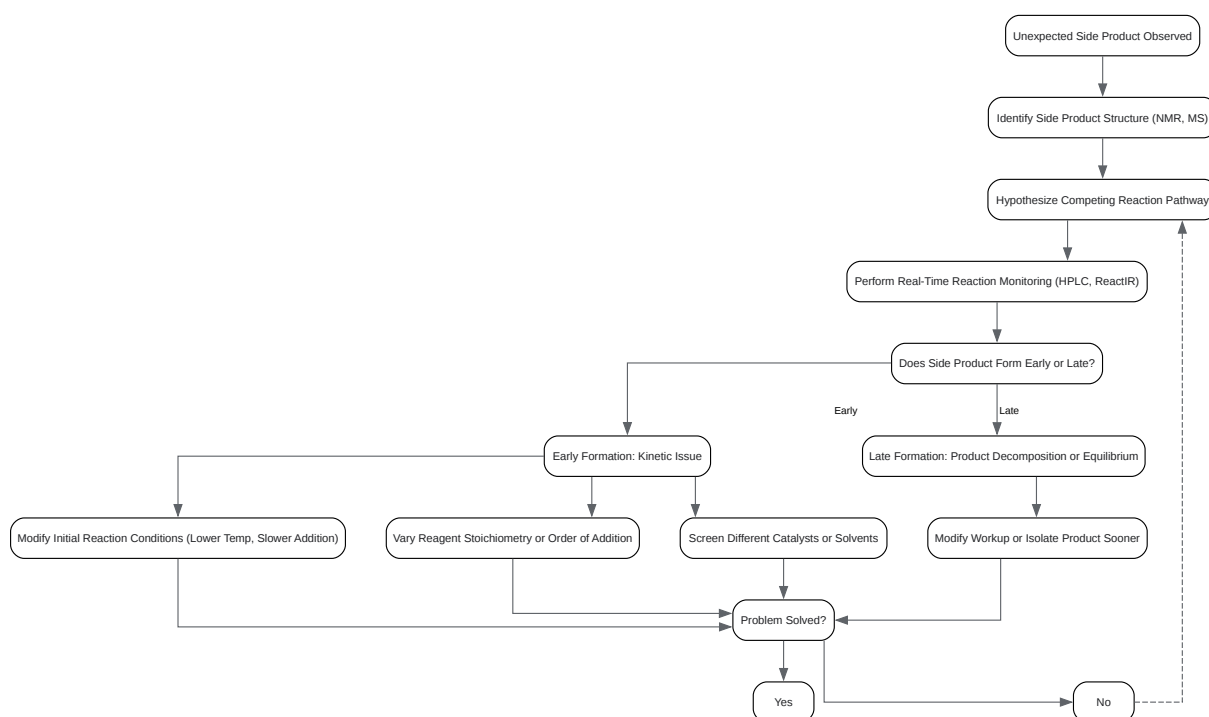 Unexpected Side Product Observed
Identify Side Product Structure (NMR, MS)
Hypothesize Competing Reaction Pathway
Perform Real-Time Reaction Monitoring (HPLC, ReactIR)
Does Side Product Form Early or Late?
Early
Late
Early Formation: Kinetic Issue
Late Formation: Product Decomposition or Equilibrium
Modify Initial Reaction Conditions (Lower Temp, Slower Addition)
Vary Reagent Stoichiometry or Order of Addition
Screen Different Catalysts or Solvents
Modify Workup or Isolate Product Sooner
Problem Solved?
Yes
No